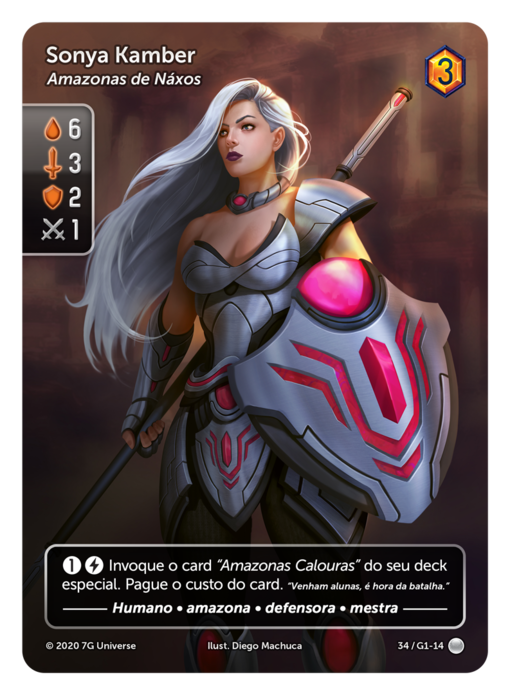 Sonya Kamber
Amazonas de Náxos
3
6
3
2
1
1 Invoque o card “Amazonas Calouras” do seu deck
especial. Pague o custo do card. “Venham alunas, é hora da batalha.”
Humano • amazona • defensora • mestra
© 2020 7G Universe
Ilust. Diego Machuca
34 / G1-14